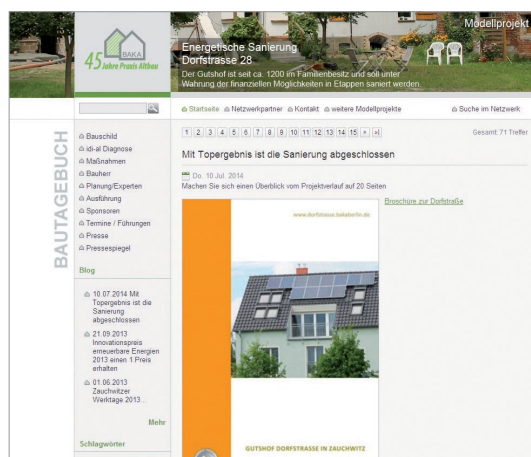 Modellprojekt
BAKA
45 Jahre Praxis Altbau
Energetische Sanierung
Dorfstrasse 28
Der Gutshof ist seit ca. 1200 im Familienbesitz und soll unter
Wahrung der finanziellen Möglichkeiten in Etappen saniert werden.
Startseite Netzwerkpartner Kontakt weitere Modellprojekte Suche im Netzwerk
BAUTAGEBUCH
Bauschild
idi-al Diagnose
Maßnahmen
Bauherr
Planung/Experten
Ausführung
Sponsoren
Termine / Führungen
Presse
Pressespiegel
Blog
10.07.2014 Mit
Topergebnis ist die
Sanierung
abgeschlossen
21.09.2013
Innovationspreis
erneuerbare Energien
2013 einen 1.Preis
erhalten
01.06.2013
Zauchwitzer
Werktage 2013...
Mehr
Schlagwörter
1 2 3 4 5 6 7 8 9 10 11 12 13 14 15 » »|
Gesamt: 71 Treffer
Mit Topergebnis ist die Sanierung abgeschlossen
Do. 10 Jul. 2014
Machen Sie sich einen Überblick vom Projektverlauf auf 20 Seiten
Broschüre zur Dorfstraße
www.dorfstrasse.bakaberlin.de
GUTSHOF DORFSTRASSE IN ZAUCHWITZ